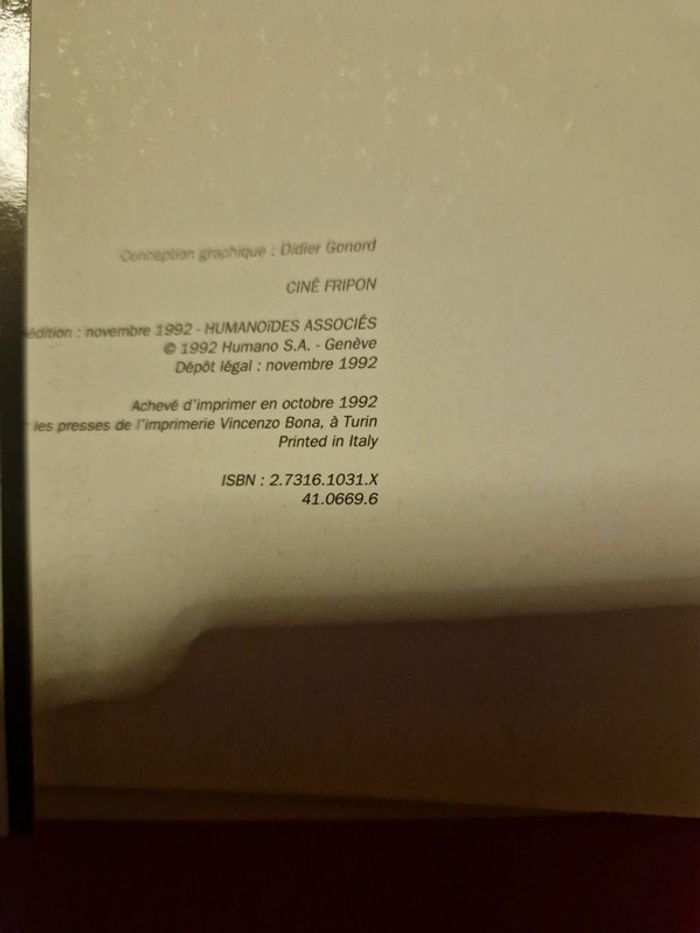 Conception graphique : Didier Gonord
CINÉ FRIPON
édition : novembre 1992 - HUMANOïDES ASSOCIÉS
© 1992 Humano S.A. - Genève
Dépôt légal : novembre 1992
Achevé d'imprimer en octobre 1992
les presses de l'imprimerie Vincenzo Bona, à Turin
Printed in Italy
ISBN : 2.7316.1031.X
41.0669.6